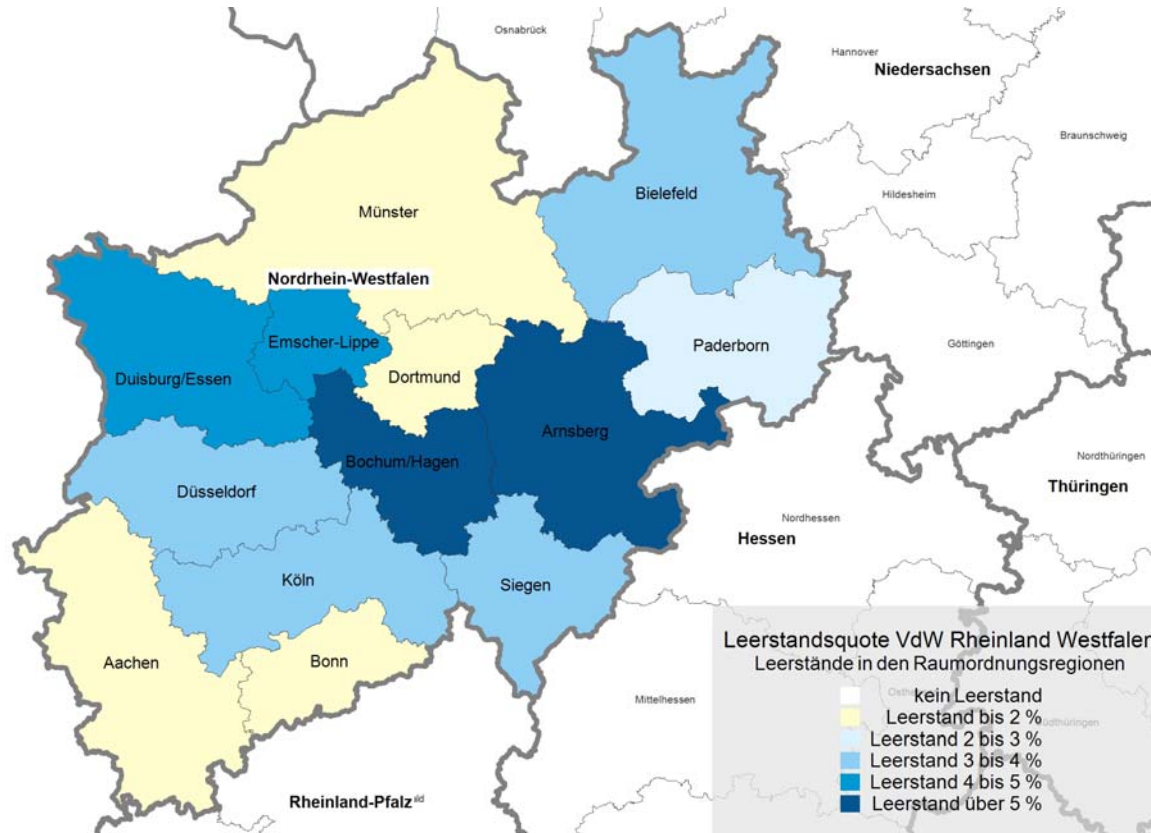 Osnabrück
Hannover
Niedersachsen
Braunschweig
Bielefeld
Hildesheim
Münster
Nordrhein-Westfalen
Emscher-Lippe
Paderborn
Göttingen
Duisburg/Essen
Dortmund
Arnsberg
Bochum/Hagen
Nordthüringen
Düsseldorf
Thüringen
Nordhessen
Hessen
Köln
Siegen
Aachen
Bonn
Mittelhessen
Rheinland-Pfalz
Leerstandsquote VdW Rheinland Westfalen
Leerstände in den Raumordnungsregionen
kein Leerstand
Leerstand bis 2 %
Leerstand 2 bis 3 %
Leerstand 3 bis 4 %
Leerstand 4 bis 5 %
Leerstand über 5 %